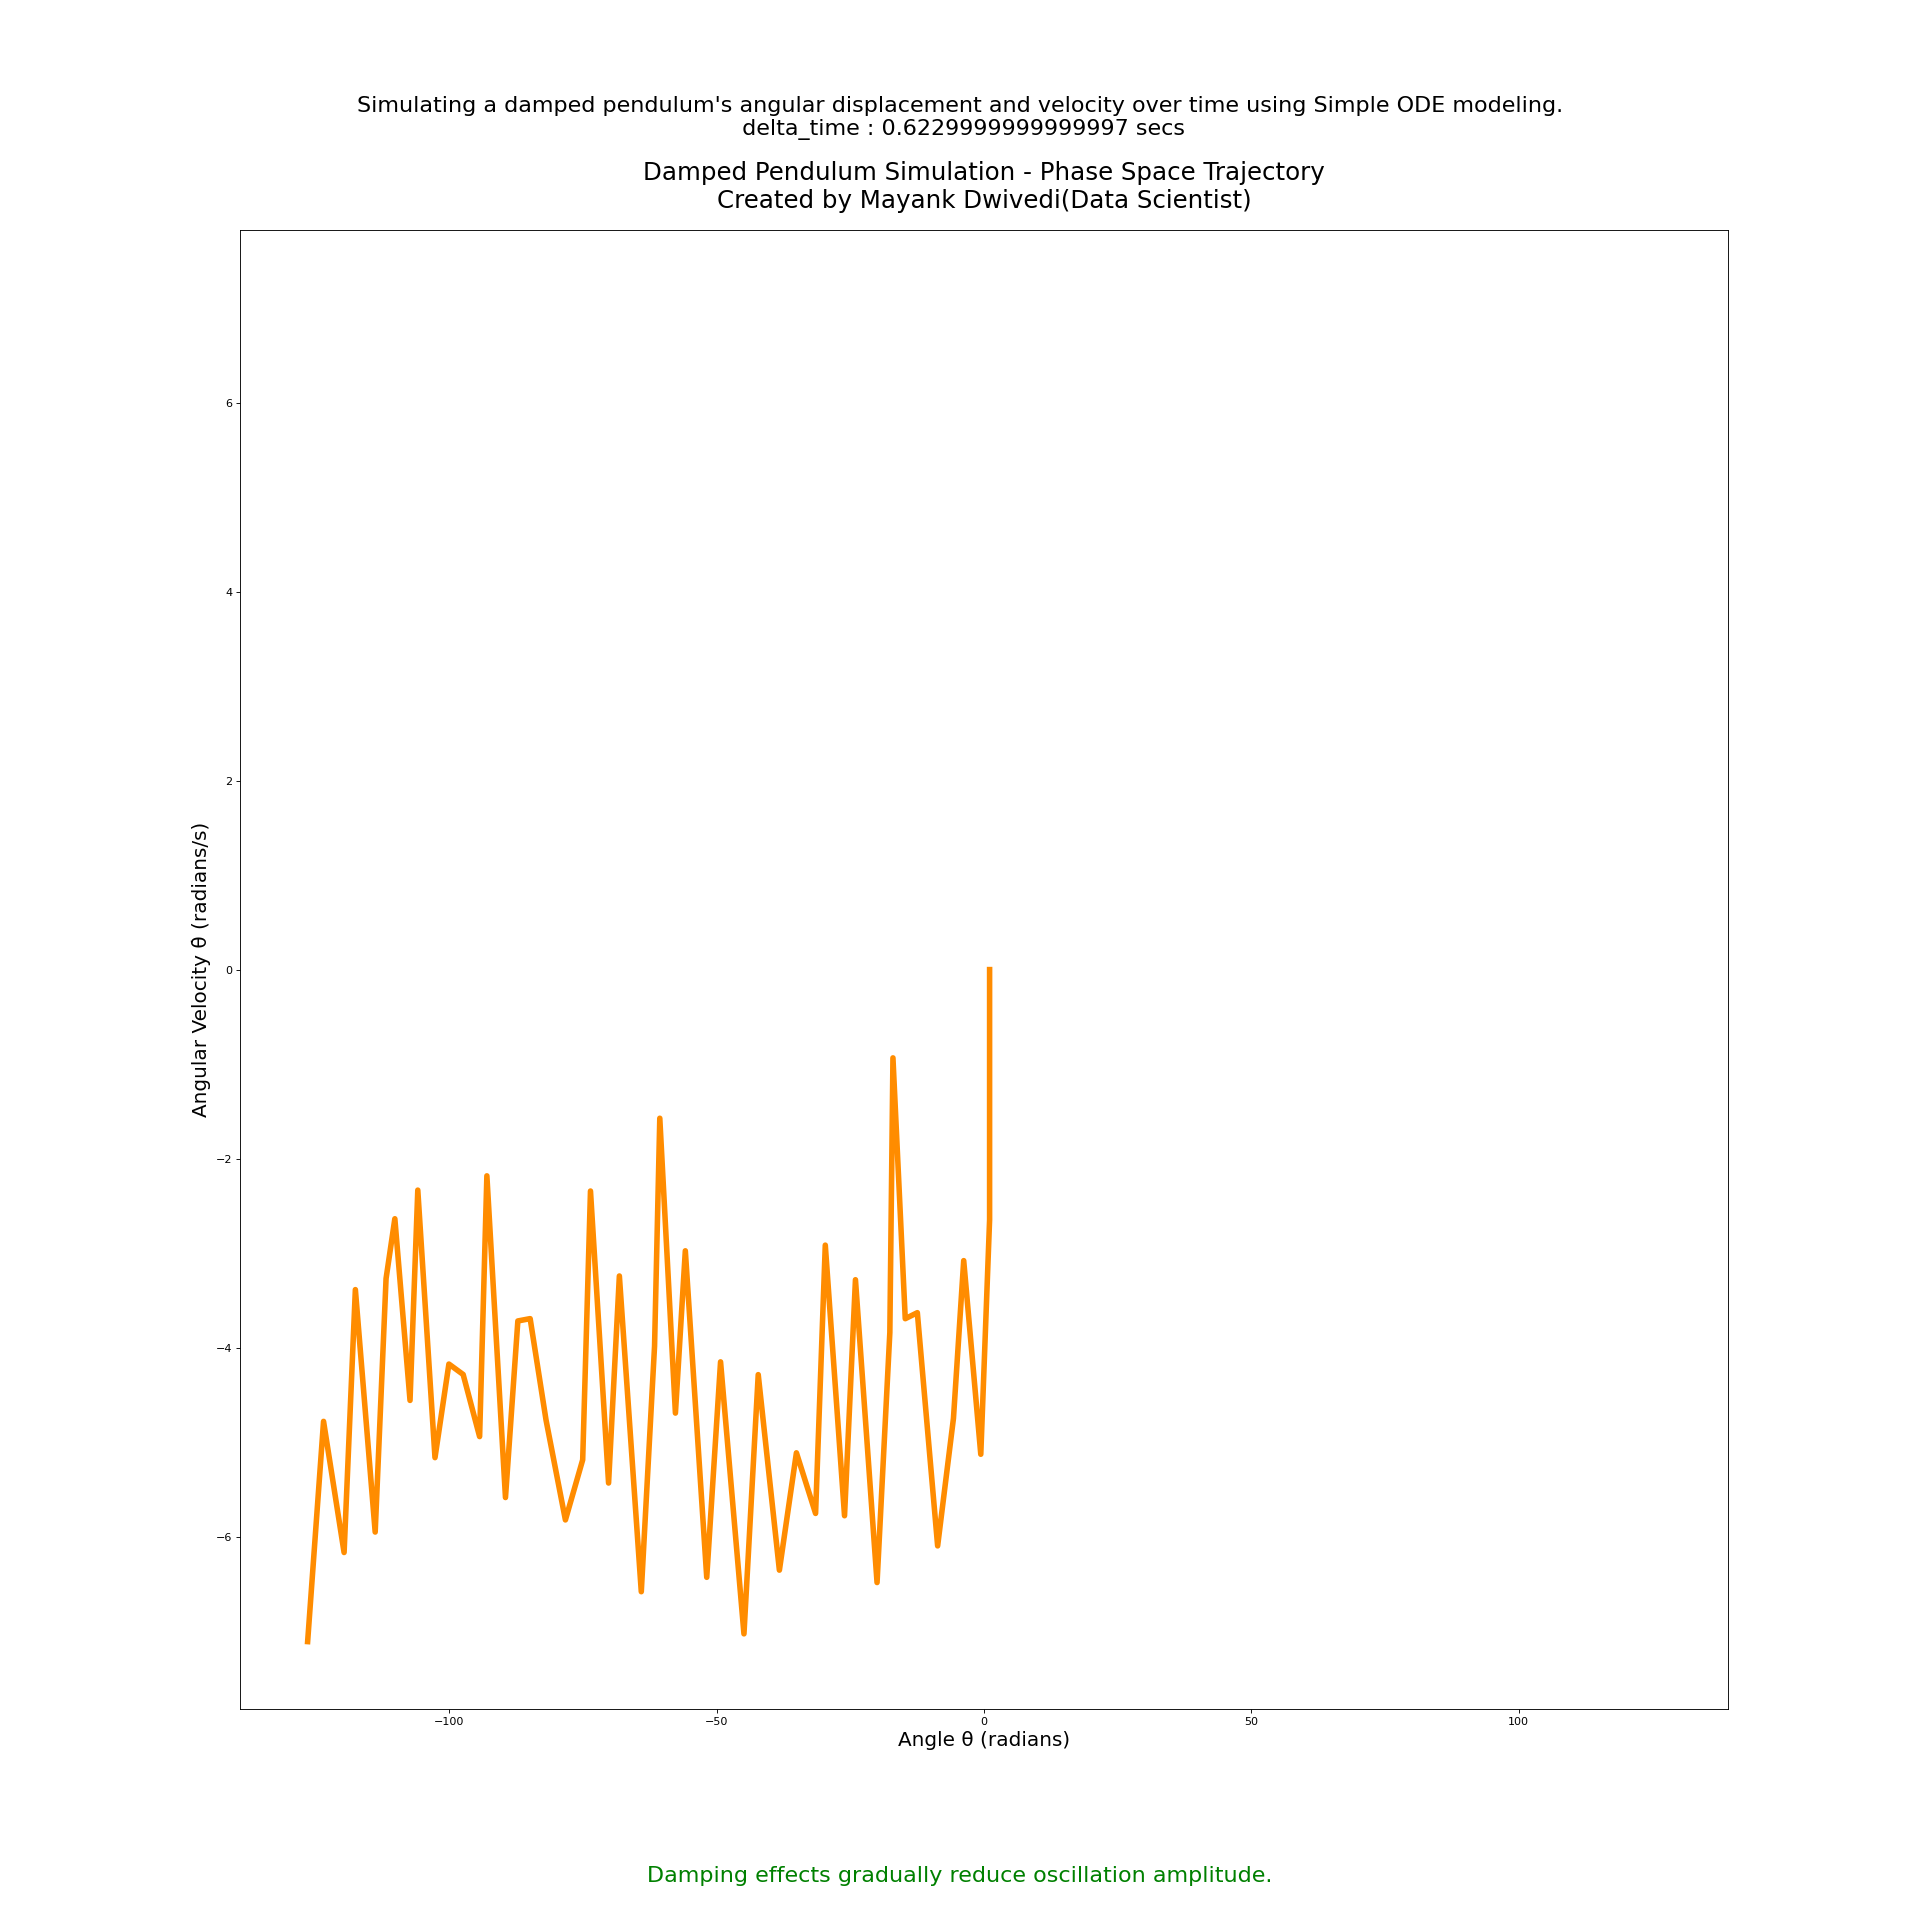 Simulating a damped pendulum's angular displacement and velocity over time using Simple ODE modeling.
delta_time : 0.6229999999999997 secs
Damped Pendulum Simulation - Phase Space Trajectory
Created by Mayank Dwivedi(Data Scientist)
6
4
2
0
−2
−4
−6
Angular Velocity θ (radians/s)
−100
−50
0
50
100
Angle θ (radians)
Damping effects gradually reduce oscillation amplitude.